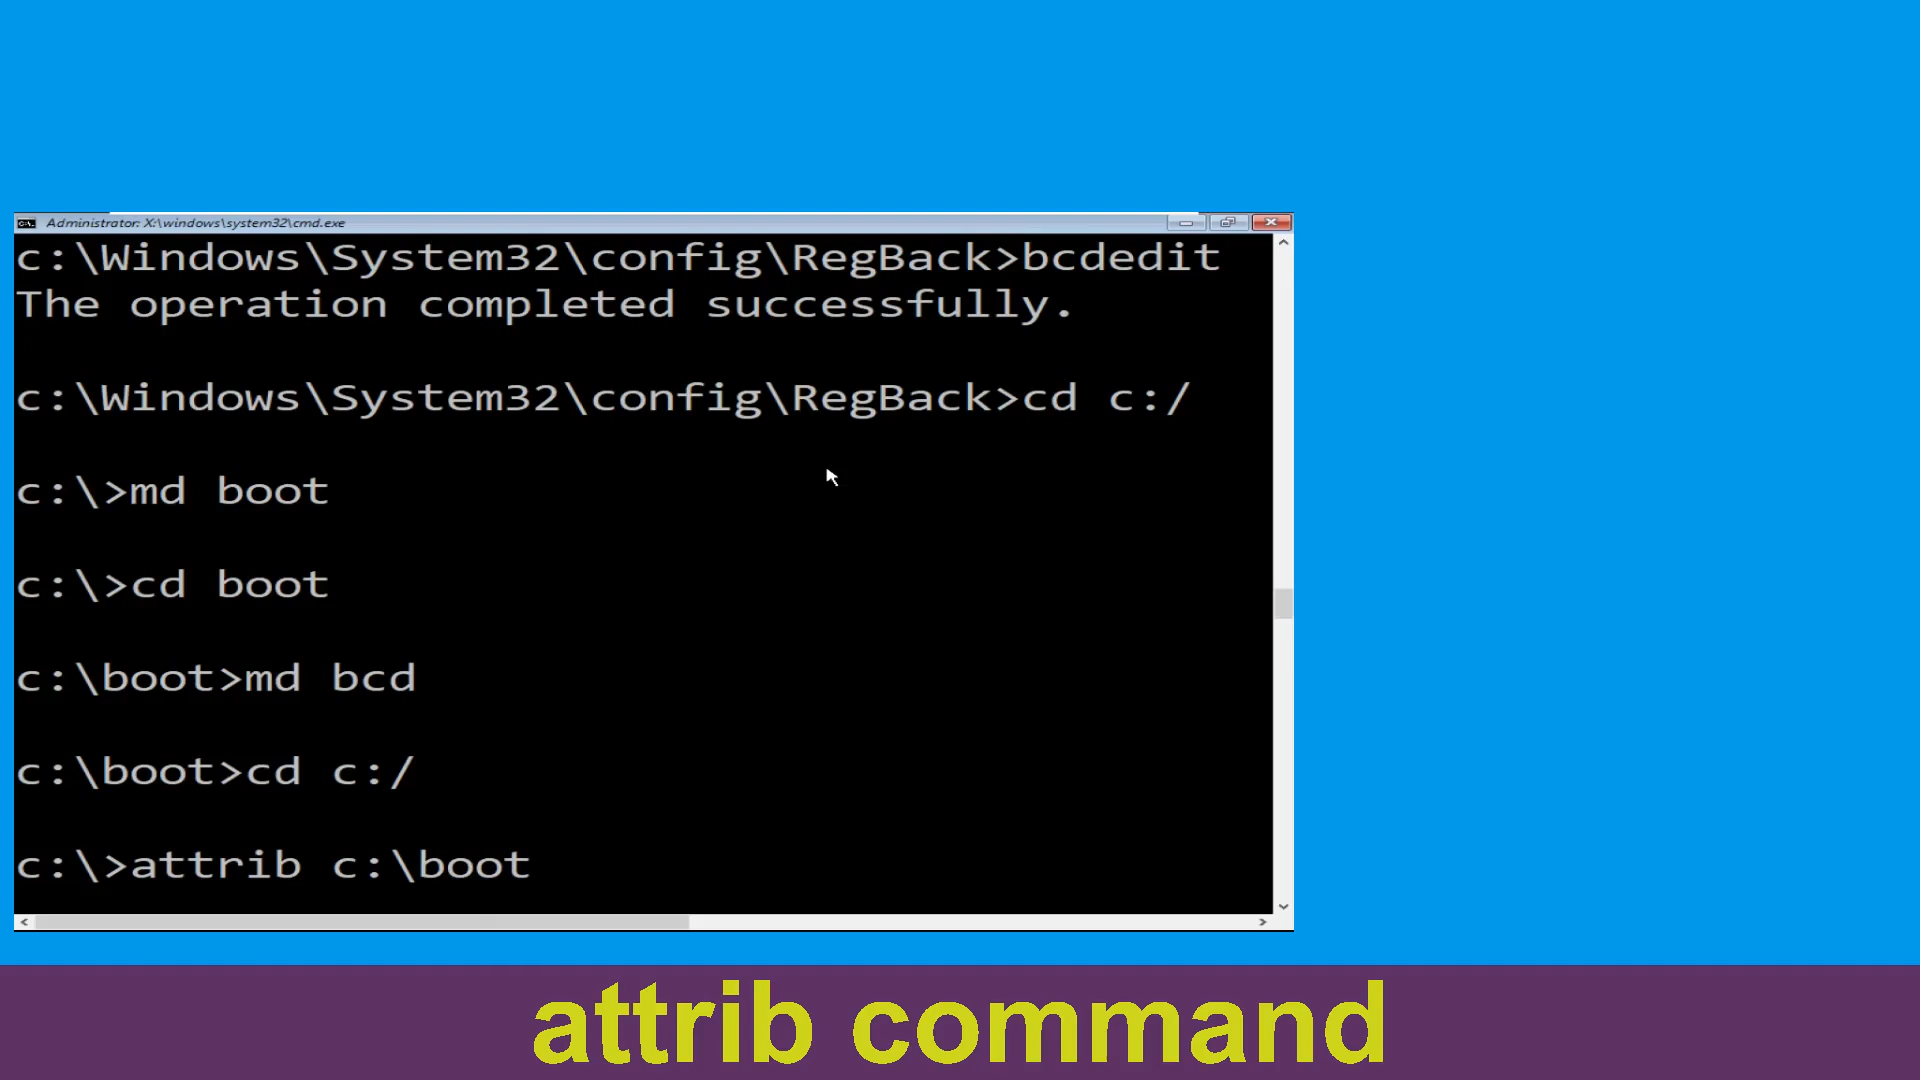 Administrator: X:\windows\system32\cmd.exe
c:\Windows\System32\config\RegBack>bcdedit
The operation completed successfully.
c:\Windows\System32\config\RegBack>cd c:/
c:\>md boot
c:\>cd boot
c:\boot>md bcd
c:\boot>cd c:/
c:\>attrib c:\boot
attrib command